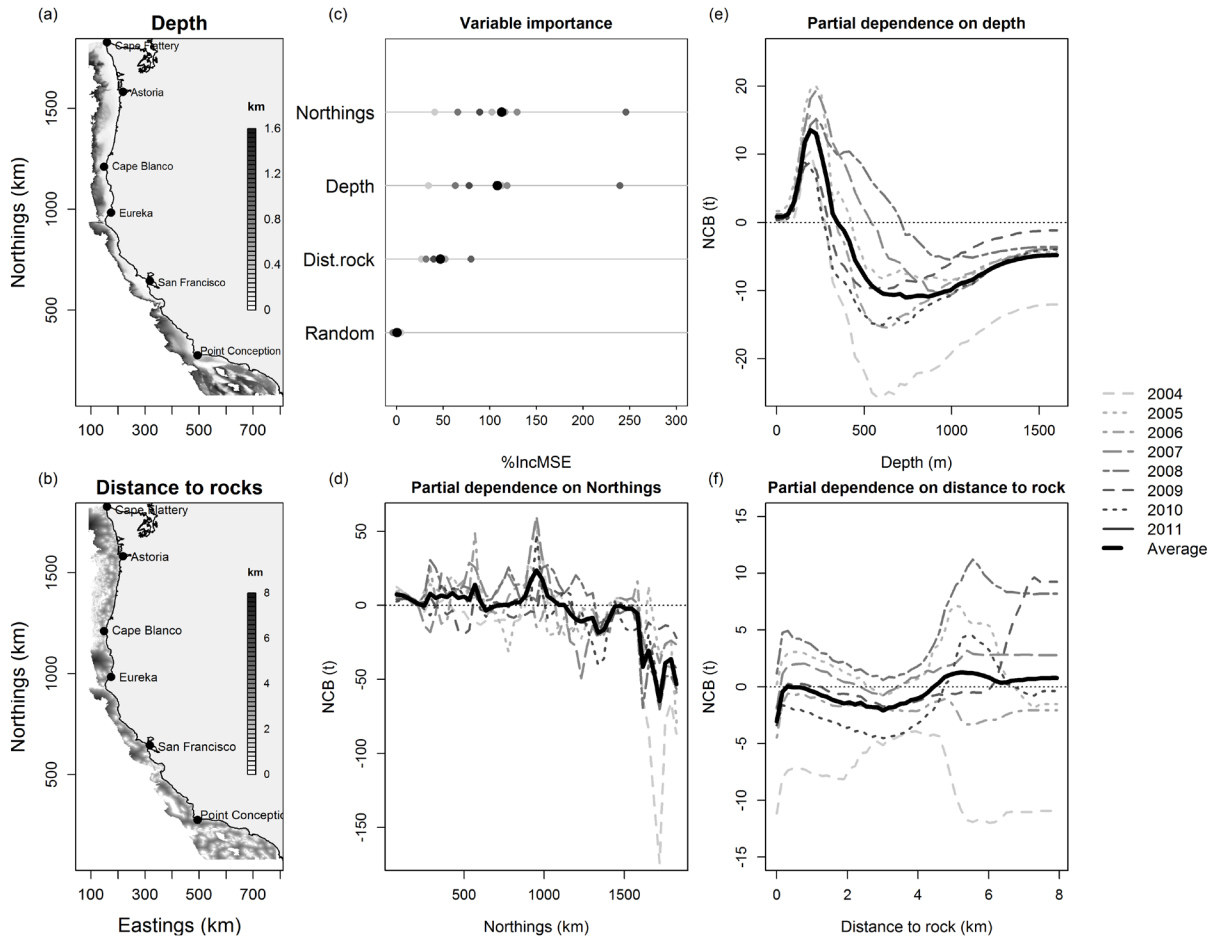 (a)
Depth
Northings (km)
1500
1000
500
100 300 500 700
Cape Flattery
Astoria
Cape Blanco
Eureka
San Francisco
Point Conception
km
1.6
1.2
0.8
0.4
0
(b)
Distance to rocks
Northings (km)
1500
1000
500
100 300 500 700
Eastings (km)
Cape Flattery
Astoria
Cape Blanco
Eureka
San Francisco
Point Conceptic
km
8
6
4
2
0
(c)
Variable importance
Northings
Depth
Dist.rock
Random
0 50 100 150 200 250 300
%IncMSE
(d)
Partial dependence on Northings
NCB (t)
50
0
-50
-100
-150
500 1000 1500
Northings (km)
(e)
Partial dependence on depth
NCB (t)
20
10
0
-10
-20
0 500 1000 1500
Depth (m)
(f)
Partial dependence on distance to rock
NCB (t)
15
10
5
0
-5
-10
-15
0 2 4 6 8
Distance to rock (km)
2004
2005
2006
2007
2008
2009
2010
2011
Average